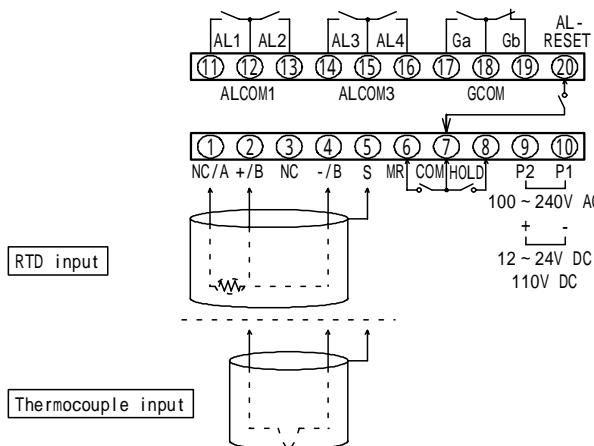 AL1 AL2 AL3 AL4 Ga Gb AL-
RESET
11 12 13 14 15 16 17 18 19 20
ALCOM1 ALCOM3 GCOM
1 2 3 4 5 6 7 8 9 10
NC/A +/B NC -/B S MR COM HOLD P2 P1
100 ~ 240V AC
+ -
12 ~ 24V DC
110V DC
RTD input
Thermocouple input